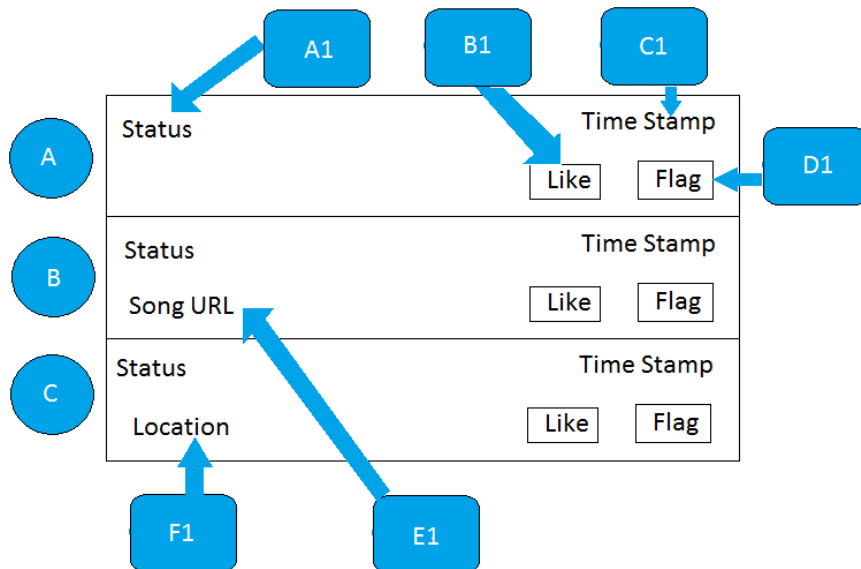 A1 B1 C1
Status Time Stamp
A
Like Flag D1
Status Time Stamp
B
Song URL Like Flag
Status Time Stamp
C
Location Like Flag
F1 E1